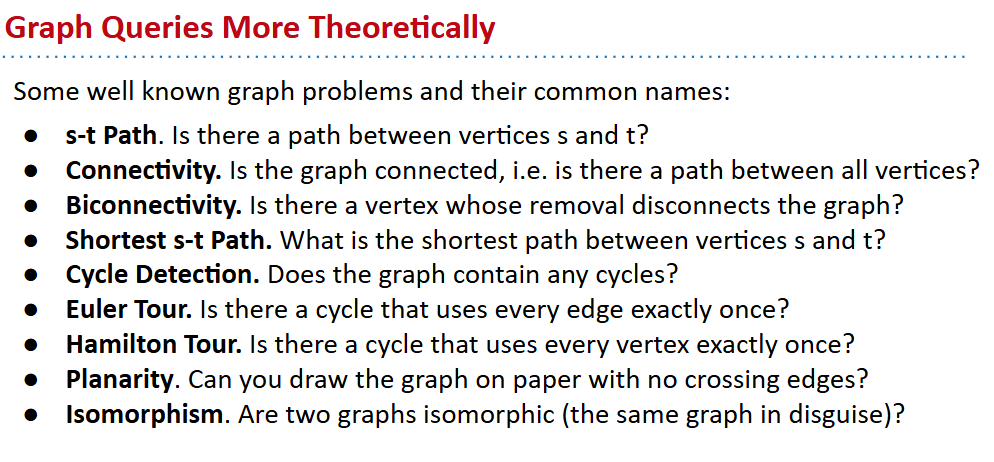 Graph Queries More Theoretically
Some well known graph problems and their common names:
● s-t Path. Is there a path between vertices s and t?
● Connectivity. Is the graph connected, i.e. is there a path between all vertices?
● Biconnectivity. Is there a vertex whose removal disconnects the graph?
● Shortest s-t Path. What is the shortest path between vertices s and t?
● Cycle Detection. Does the graph contain any cycles?
● Euler Tour. Is there a cycle that uses every edge exactly once?
● Hamilton Tour. Is there a cycle that uses every vertex exactly once?
● Planarity. Can you draw the graph on paper with no crossing edges?
● Isomorphism. Are two graphs isomorphic (the same graph in disguise)?